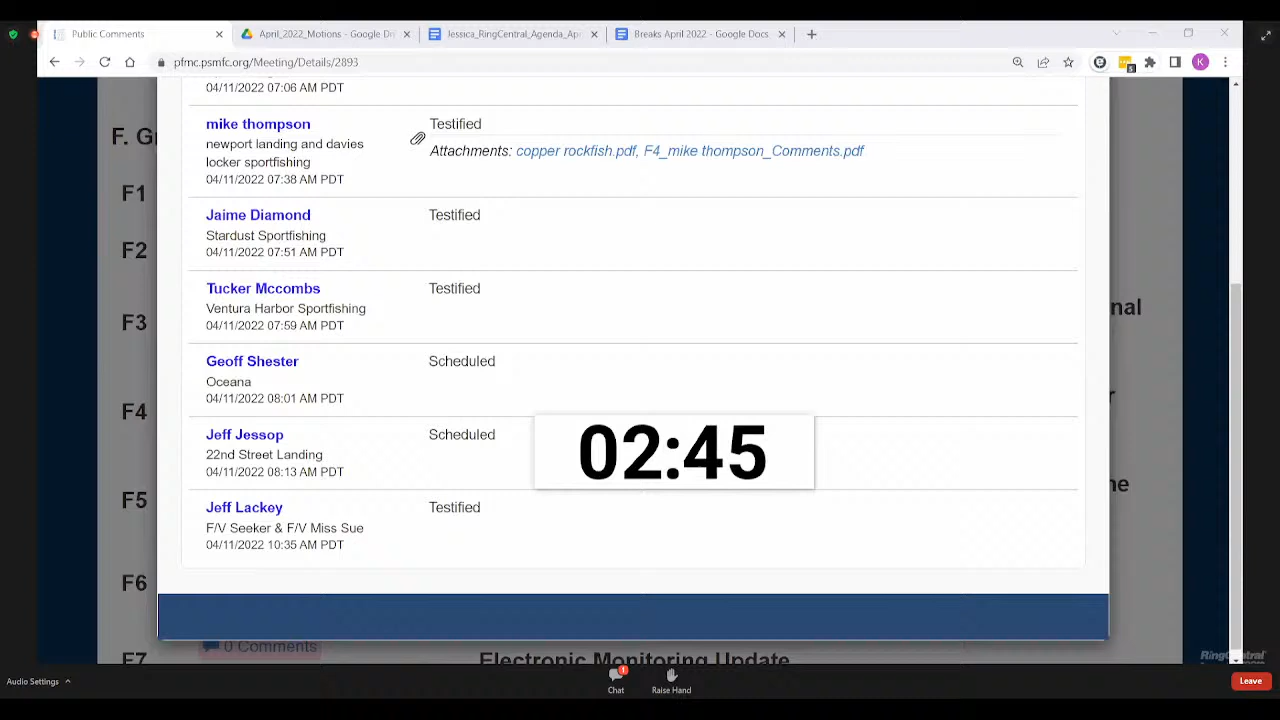 Public Comments
April_2022_Motions - Google Dri
Jessica_RingCentral_Agenda_Apr
Breaks April 2022 - Google Docs
pfmc.psmfc.org/Meeting/Details/2893
K
04/11/2022 07:06 AM PDT
F. G
mike thompson
Testified
newport landing and davies
locker sportfishing
Attachments: copper rockfish.pdf, F4_mike thompson_Comments.pdf
04/11/2022 07:38 AM PDT
F1
Jaime Diamond
Testified
Stardust Sportfishing
04/11/2022 07:51 AM PDT
F2
Tucker Mccombs
Testified
Ventura Harbor Sportfishing
04/11/2022 07:59 AM PDT
F3
nal
Geoff Shester
Scheduled
Oceana
04/11/2022 08:01 AM PDT
F4
r
Jeff Jessop
Scheduled
02:45
22nd Street Landing
04/11/2022 08:13 AM PDT
F5
ne
Jeff Lackey
Testified
F/V Seeker & F/V Miss Sue
04/11/2022 10:35 AM PDT
F6
0 Comments
F7
Electronic Monitoring Update
RingCentral
Audio Settings
1
Chat
Raise Hand
Leave